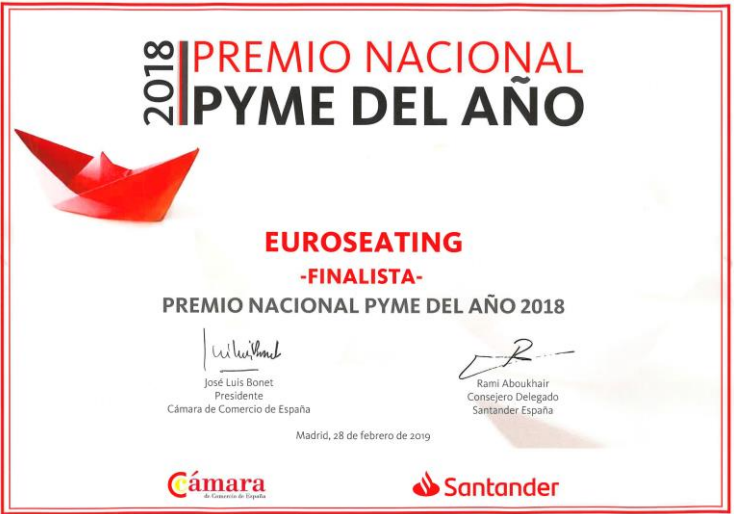 2018
PREMIO NACIONAL
PYME DEL AÑO
EUROSEATING
-FINALISTA-
PREMIO NACIONAL PYME DEL AÑO 2018
José Luis Bonet
Presidente
Cámara de Comercio de España
Rami Aboukhair
Consejero Delegado
Santander España
Madrid, 28 de febrero de 2019
Cámara
de Comercio de España
Santander